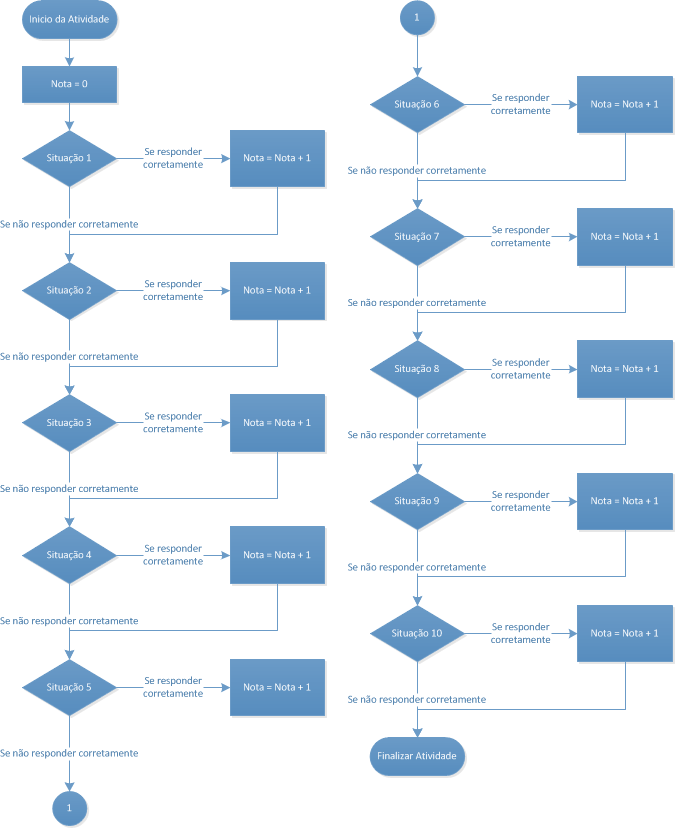 Inicio da Atividade
Nota = 0
Situação 1
Se responder
corretamente
Nota = Nota + 1
Se não responder corretamente
Situação 2
Se responder
corretamente
Nota = Nota + 1
Se não responder corretamente
Situação 3
Se responder
corretamente
Nota = Nota + 1
Se não responder corretamente
Situação 4
Se responder
corretamente
Nota = Nota + 1
Se não responder corretamente
Situação 5
Se responder
corretamente
Nota = Nota + 1
Se não responder corretamente
1
1
Situação 6
Se responder
corretamente
Nota = Nota + 1
Se não responder corretamente
Situação 7
Se responder
corretamente
Nota = Nota + 1
Se não responder corretamente
Situação 8
Se responder
corretamente
Nota = Nota + 1
Se não responder corretamente
Situação 9
Se responder
corretamente
Nota = Nota + 1
Se não responder corretamente
Situação 10
Se responder
corretamente
Nota = Nota + 1
Se não responder corretamente
Finalizar Atividade